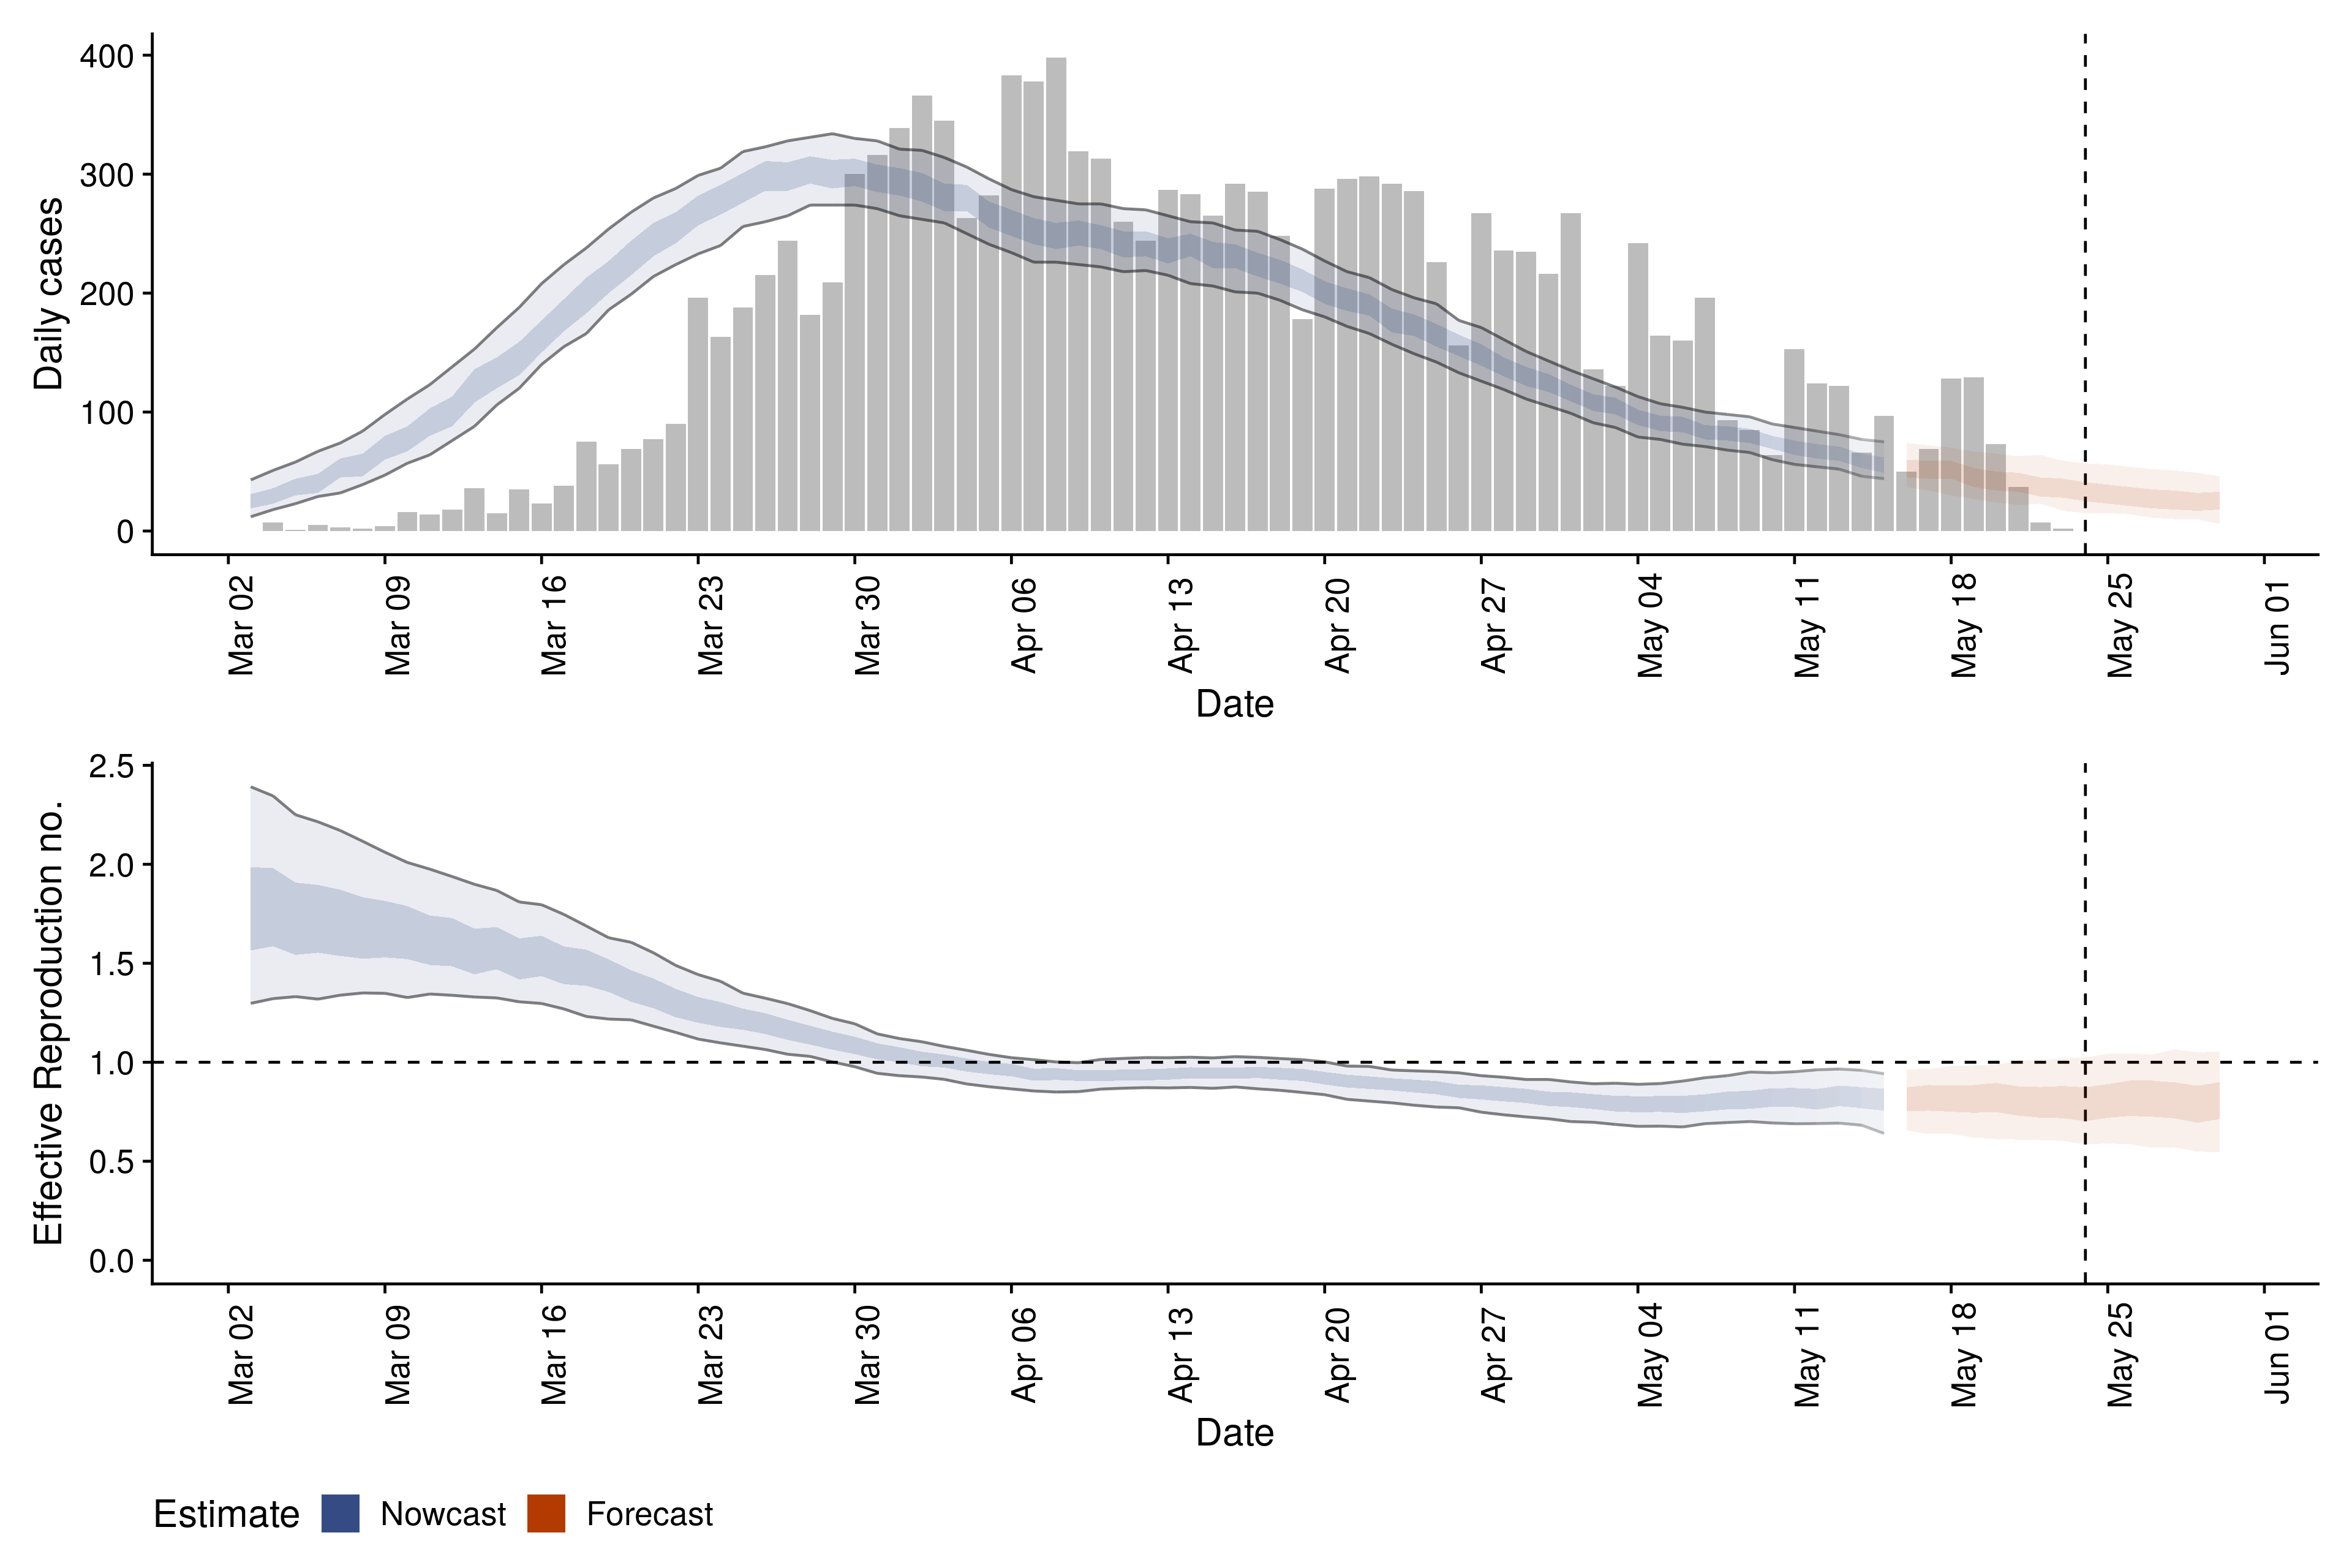 Daily cases
400
300
200
100
0
Mar 02
Mar 09
Mar 16
Mar 23
Mar 30
Apr 06
Apr 13
Apr 20
Apr 27
May 04
May 11
May 18
May 25
Jun 01
Date
Effective Reproduction no.
2.5
2.0
1.5
1.0
0.5
0.0
Mar 02
Mar 09
Mar 16
Mar 23
Mar 30
Apr 06
Apr 13
Apr 20
Apr 27
May 04
May 11
May 18
May 25
Jun 01
Date
Estimate Nowcast Forecast